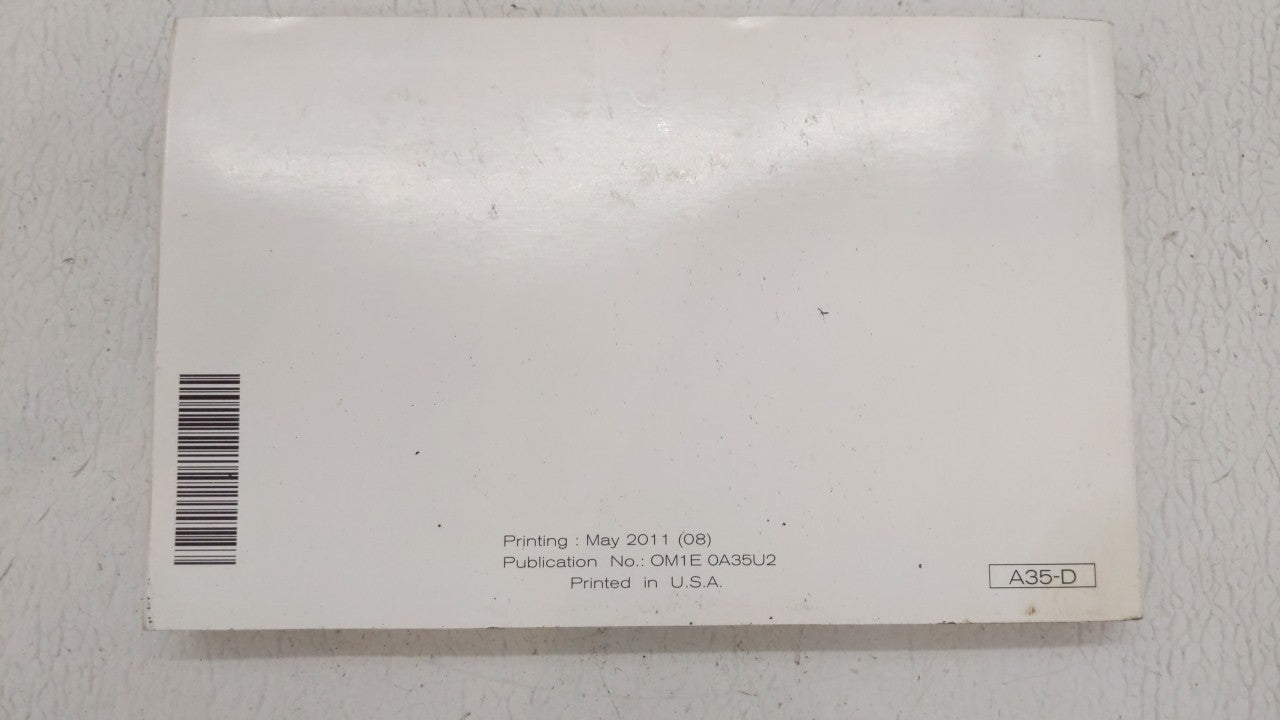 Printing : May 2011 (08)
Publication No.: OM1E 0A35U2
Printed in U.S.A.
A35-D